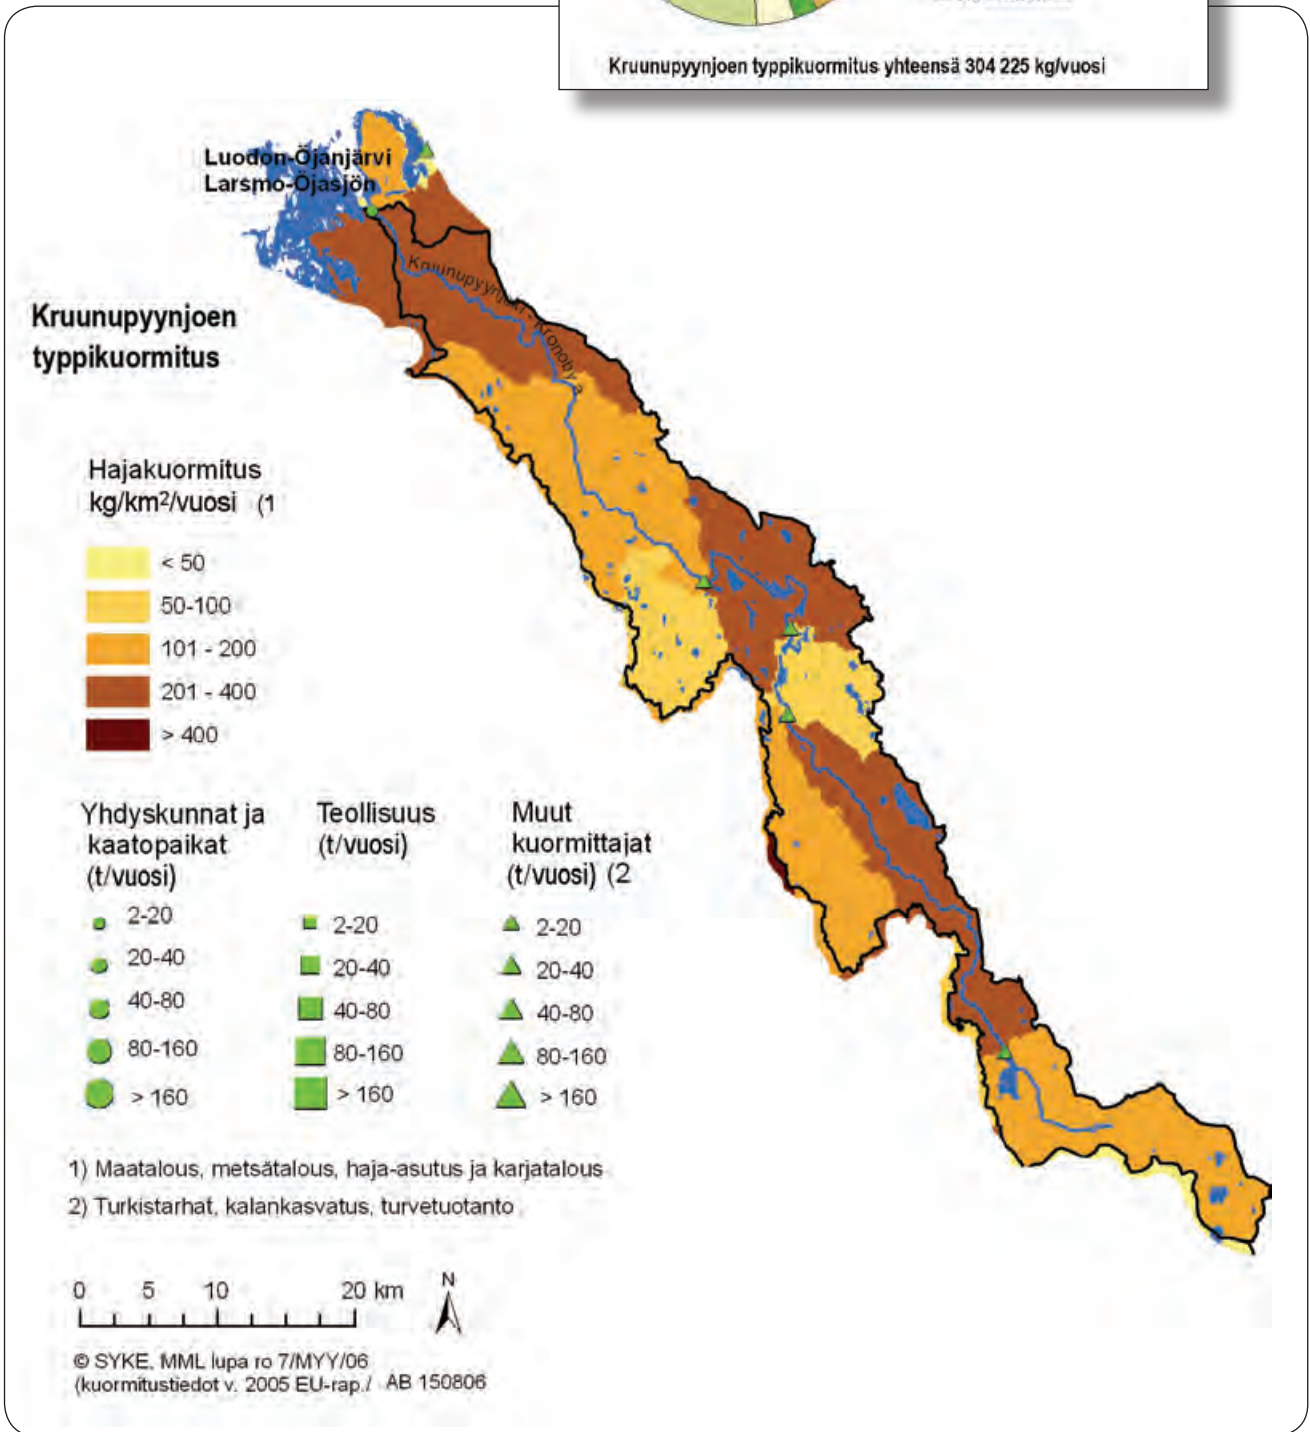 Kruunupyynjoen typpikuormitus yhteensä 304 225 kg/vuosi
Luodon-Öjanjärvi
Larsmo-Öjasjön
Kruunupyynjoki - Kronoby å
Kruunupyynjoen
typpikuormitus
Hajakuormitus
kg/km²/vuosi (1
< 50
50-100
101 - 200
201 - 400
> 400
Yhdyskunnat ja
kaatopaikat
(t/vuosi)
2-20
20-40
40-80
80-160
> 160
Teollisuus
(t/vuosi)
2-20
20-40
40-80
80-160
> 160
Muut
kuormittajat
(t/vuosi) (2
2-20
20-40
40-80
80-160
> 160
1) Maatalous, metsätalous, haja-asutus ja karjatalous
2) Turkistarhat, kalankasvatus, turvetuotanto
0 5 10 20 km
N
© SYKE, MML lupa ro 7/MYY/06
(kuormitustiedot v. 2005 EU-rap./ AB 150806